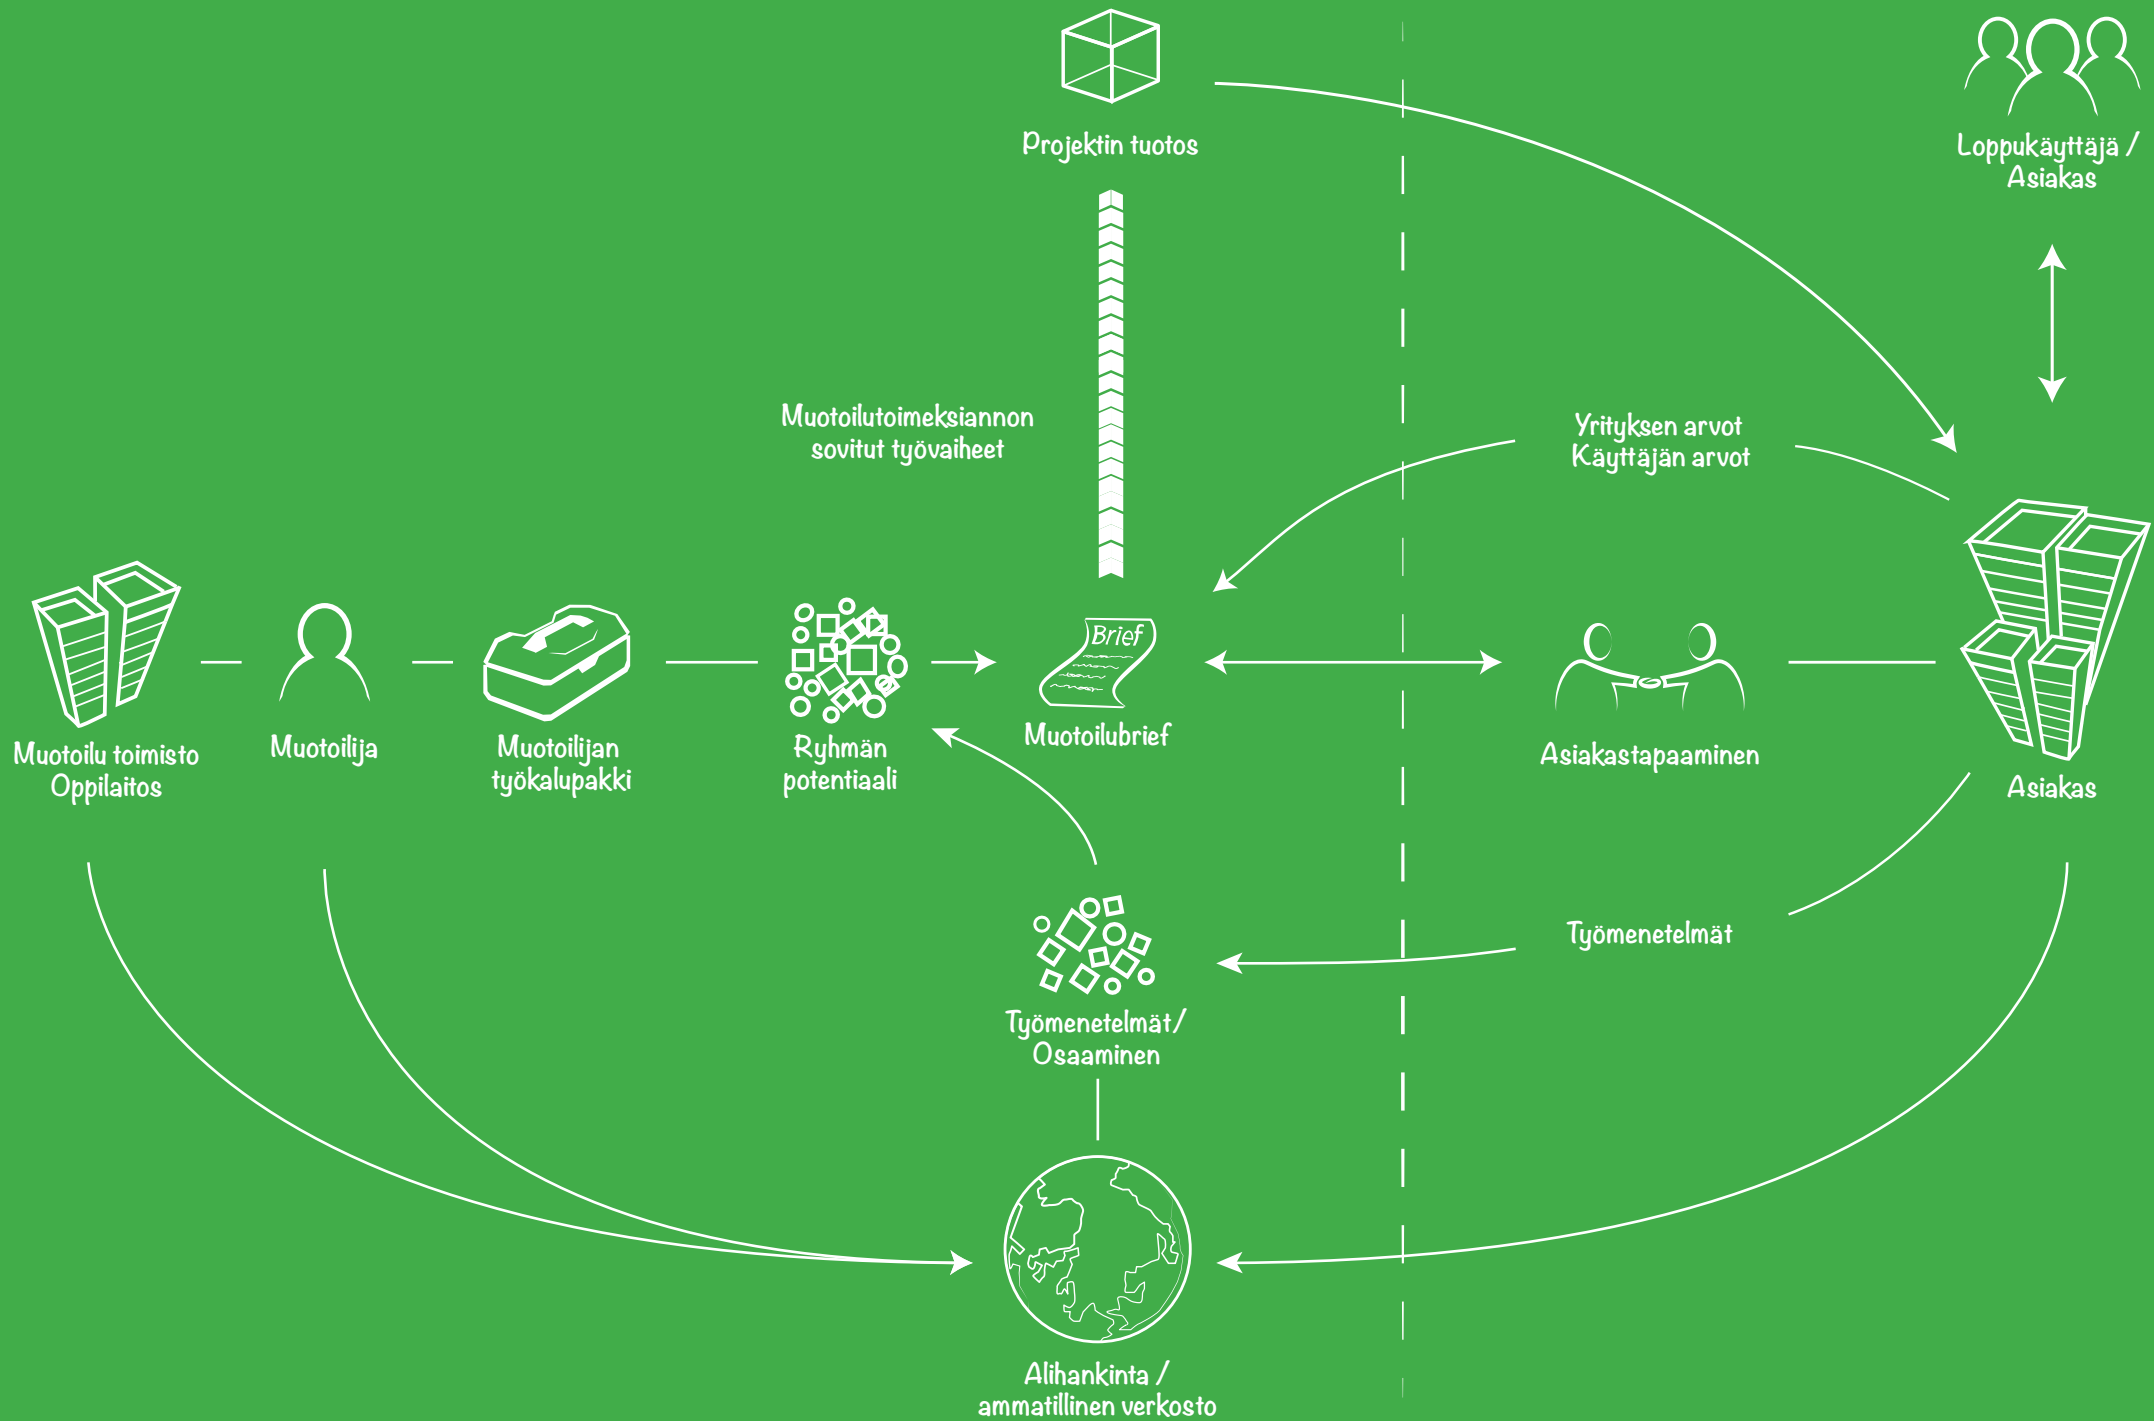 Projektin tuotos
Loppukäyttäjä /
Asiakas
Muotoilutoimeksiannon
sovitut työvaiheet
Yrityksen arvot
Käyttäjän arvot
Brief
Muotoilu toimisto
Oppilaitos
Muotoilija
Muotoilijan
työkalupakki
Ryhmän
potentiaali
Muotoilubrief
Asiakastapaaminen
Asiakas
Työmenetelmät
Työmenetelmät/
Osaaminen
Alihankinta /
ammatillinen verkosto